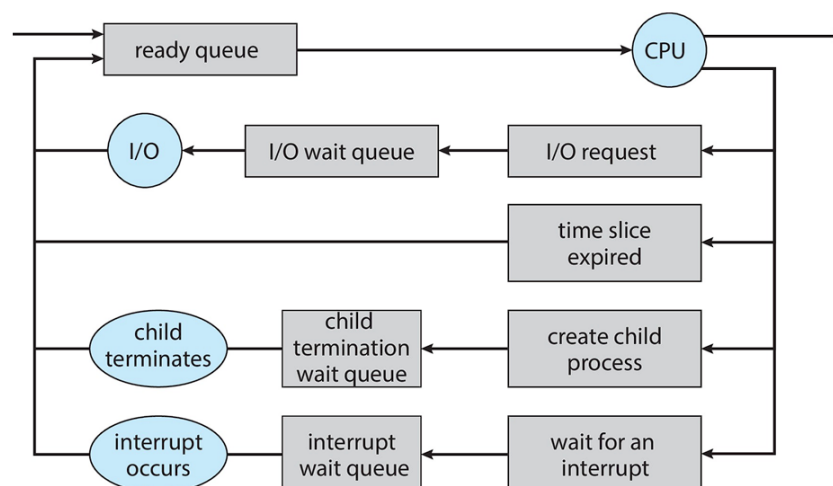 ready queue
CPU
I/O
I/O wait queue
I/O request
time slice
expired
child
terminates
child
termination
wait queue
create child
process
interrupt
occurs
interrupt
wait queue
wait for an
interrupt